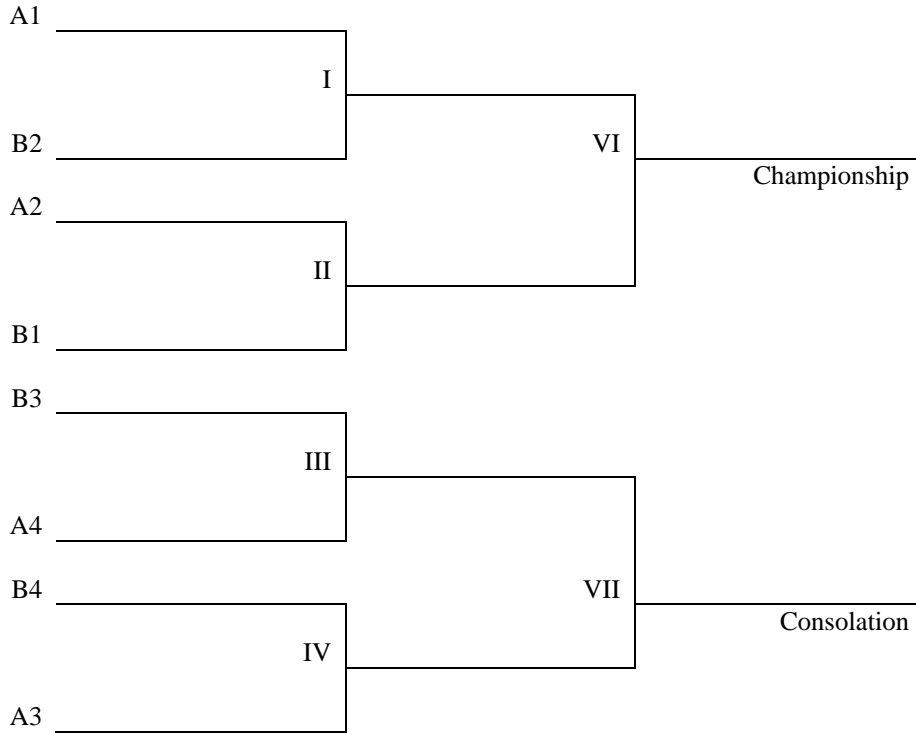 A1
I
B2
VI
Championship
A2
II
B1
B3
III
A4
B4
VII
Consolation
IV
A3